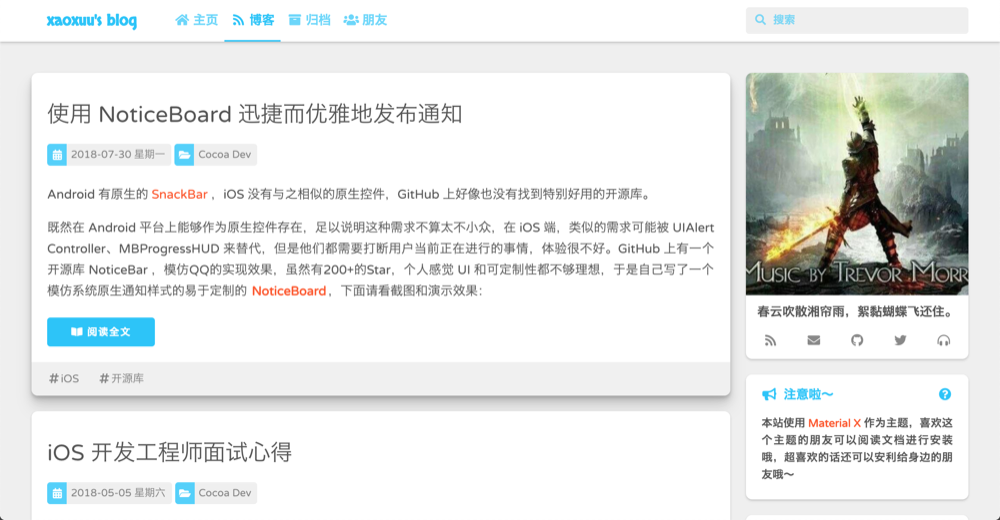 xaoxuu's blog
主页
博客
归档
朋友
搜索
使用 NoticeBoard 迅捷而优雅地发布通知
2018-07-30 星期一
Cocoa Dev
Android 有原生的 SnackBar ，iOS 没有与之相似的原生控件，GitHub 上好像也没有找到特别好用的开源库。
既然在 Android 平台上能够作为原生控件存在，足以说明这种需求不算太不小众，在 iOS 端，类似的需求可能被 UIAlert
Controller、MBProgressHUD 来替代，但是他们都需要打断用户当前正在进行的事情，体验很不好。GitHub 上有一个
开源库 NoticeBar ，模仿QQ的实现效果，虽然有200+的Star，个人感觉 UI 和可定制性都不够理想，于是自己写了一个
模仿系统原生通知样式的易于定制的 NoticeBoard ，下面请看截图和演示效果：
阅读全文
#iOS
#开源库
iOS 开发工程师面试心得
2018-05-05 星期六
Cocoa Dev
MUSIC BY TREVOR MORR
春云吹散湘帘雨，絮黏蝴蝶飞还住。
注意啦～
本站使用 Material X 作为主题，喜欢这
个主题的朋友可以阅读文档进行安装
哦，超喜欢的话还可以安利给身边的朋
友哦～